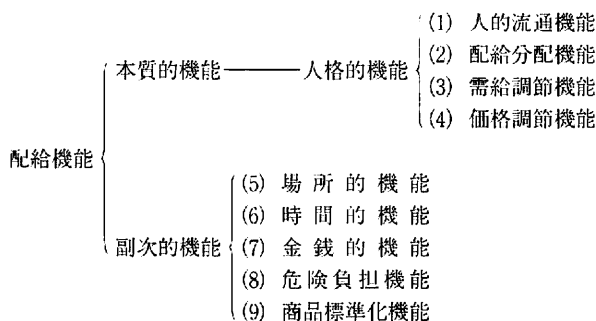 (1) 人的流通機能
本質的機能――人格的機能
(2) 配給分配機能
(3) 需給調節機能
(4) 価格調節機能
配給機能
(5) 場所的機能
(6) 時間的機能
副次的機能
(7) 金銭的機能
(8) 危険負担機能
(9) 商品標準化機能